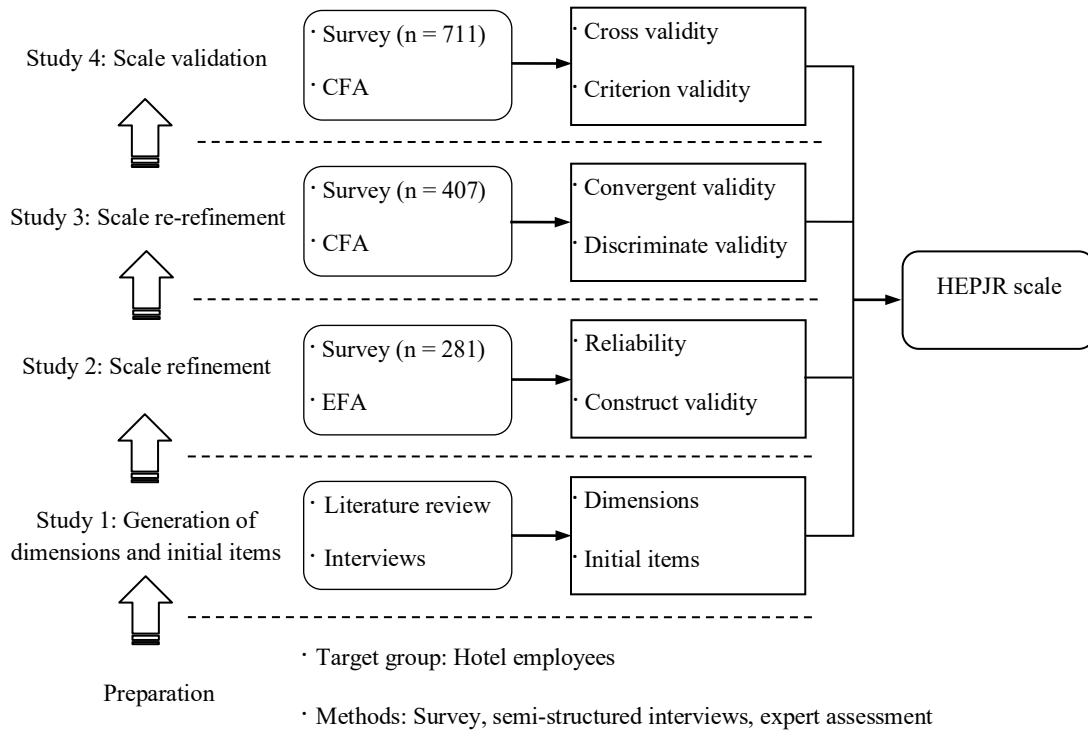 Study 4: Scale validation
· Survey (n = 711)
· CFA
· Cross validity
· Criterion validity
Study 3: Scale re-refinement
· Survey (n = 407)
· CFA
· Convergent validity
· Discriminate validity
HEPJR scale
Study 2: Scale refinement
· Survey (n = 281)
· EFA
· Reliability
· Construct validity
Study 1: Generation of
dimensions and initial items
· Literature review
· Interviews
· Dimensions
· Initial items
Preparation
· Target group: Hotel employees
· Methods: Survey, semi-structured interviews, expert assessment